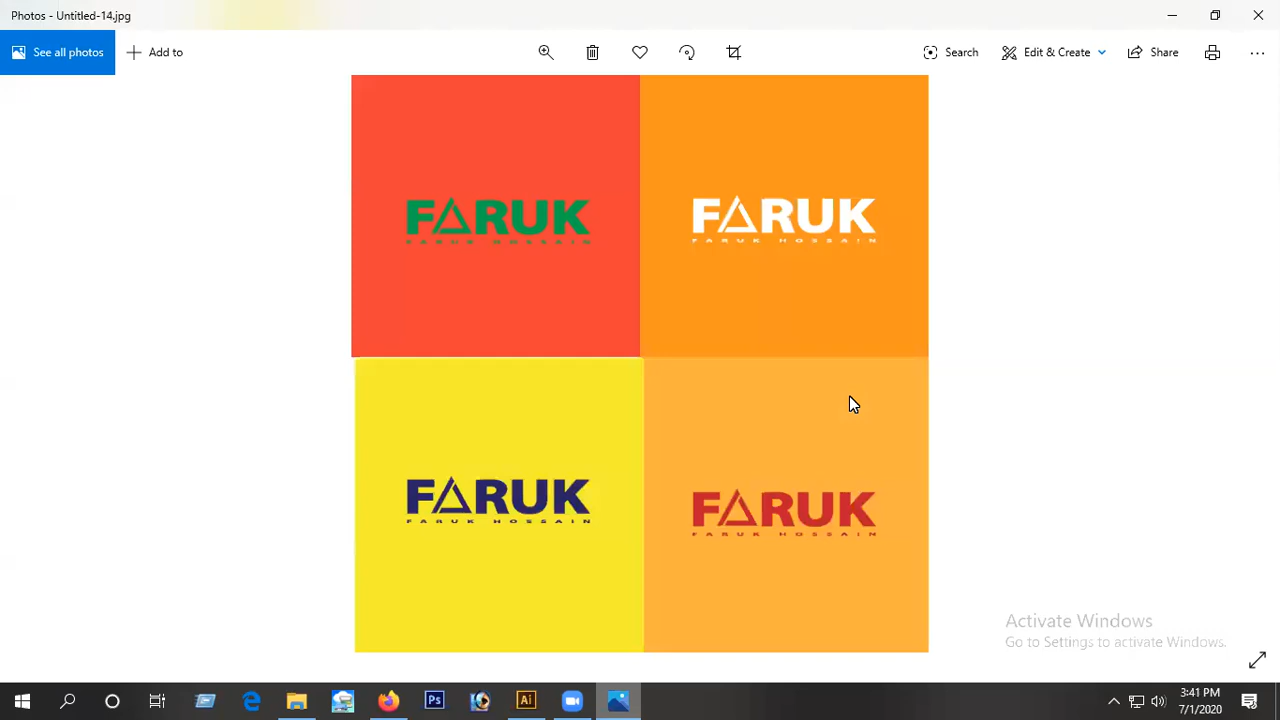 Photos - Untitled-14.jpg
See all photos
Add to
Search
Edit & Create
Share
FARUK
FARUK HOSSAIN
FARUK
FARUK HOSSAIN
FARUK
FARUK HOSSAIN
FARUK
FARUK HOSSAIN
Activate Windows
Go to Settings to activate Windows.
Ps
Ai
3:41 PM
7/1/2020